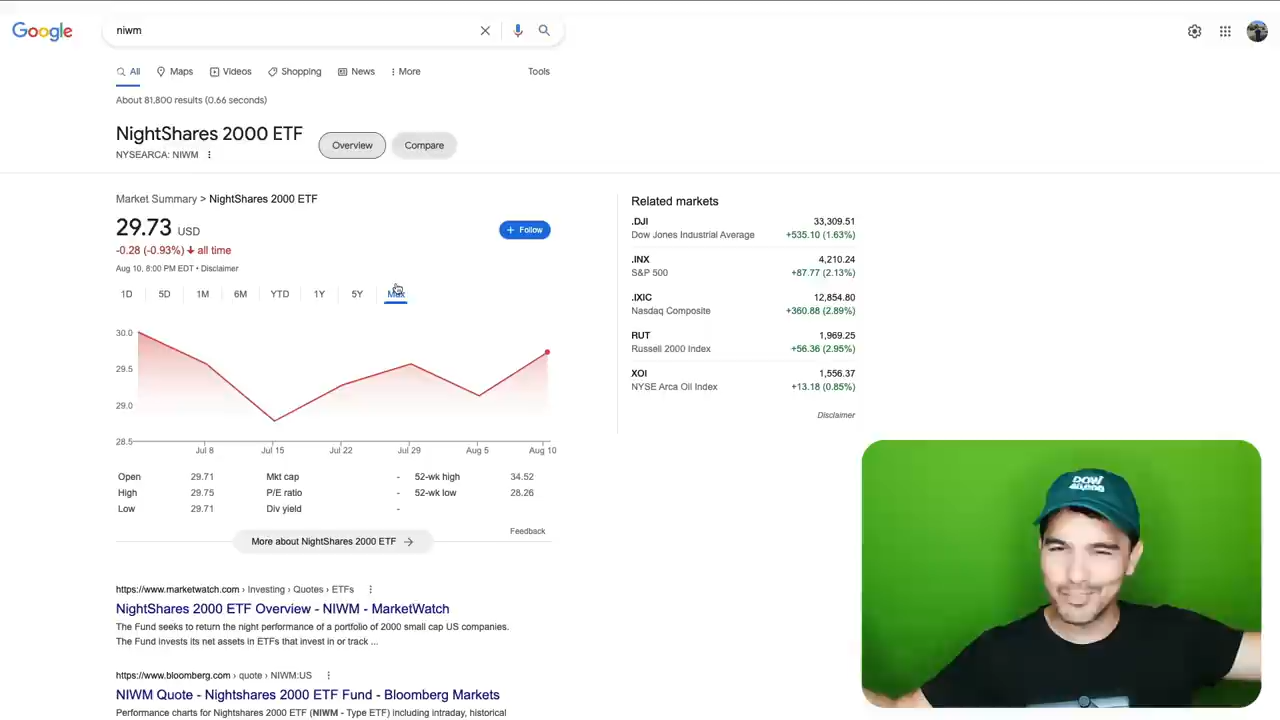 Google
niwm
All
Maps
Videos
Shopping
News
More
Tools
About 81,800 results (0.66 seconds)
NightShares 2000 ETF
NYSEARCA: NIWM
Overview
Compare
Market Summary > NightShares 2000 ETF
29.73 USD
+ Follow
-0.28 (-0.93%) ↓ all time
Aug 10, 8:00 PM EDT • Disclaimer
1D 5D 1M 6M YTD 1Y 5Y Max
30.0
29.5
29.0
28.5
Jul 8 Jul 15 Jul 22 Jul 29 Aug 5 Aug 10
Open 29.71 Mkt cap - 52-wk high 34.52
High 29.75 P/E ratio - 52-wk low 28.26
Low 29.71 Div yield -
Feedback
More about NightShares 2000 ETF →
Related markets
.DJI 33,309.51
Dow Jones Industrial Average +535.10 (1.63%)
.INX 4,210.24
S&P 500 +87.77 (2.13%)
.IXIC 12,854.80
Nasdaq Composite +360.88 (2.89%)
RUT 1,969.25
Russell 2000 Index +56.36 (2.95%)
XOI 1,556.37
NYSE Arca Oil Index +13.18 (0.85%)
Disclaimer
https://www.marketwatch.com › Investing › Quotes › ETFs
NightShares 2000 ETF Overview - NIWM - MarketWatch
The Fund seeks to return the night performance of a portfolio of 2000 small cap US companies.
The Fund invests its net assets in ETFs that invest in or track ...
https://www.bloomberg.com › quote › NIWM:US
NIWM Quote - Nightshares 2000 ETF Fund - Bloomberg Markets
Performance charts for Nightshares 2000 ETF (NIWM - Type ETF) including intraday, historical
DOW